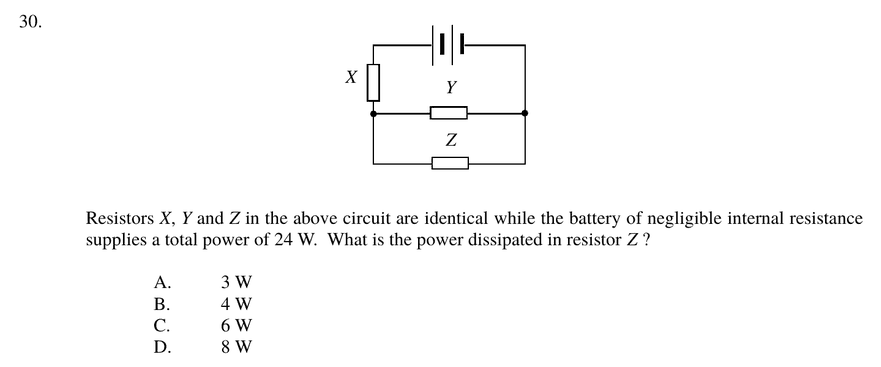 30.
X
Y
Z
Resistors X, Y and Z in the above circuit are identical while the battery of negligible internal resistance
supplies a total power of 24 W. What is the power dissipated in resistor Z ?
A. 3 W
B. 4 W
C. 6 W
D. 8 W